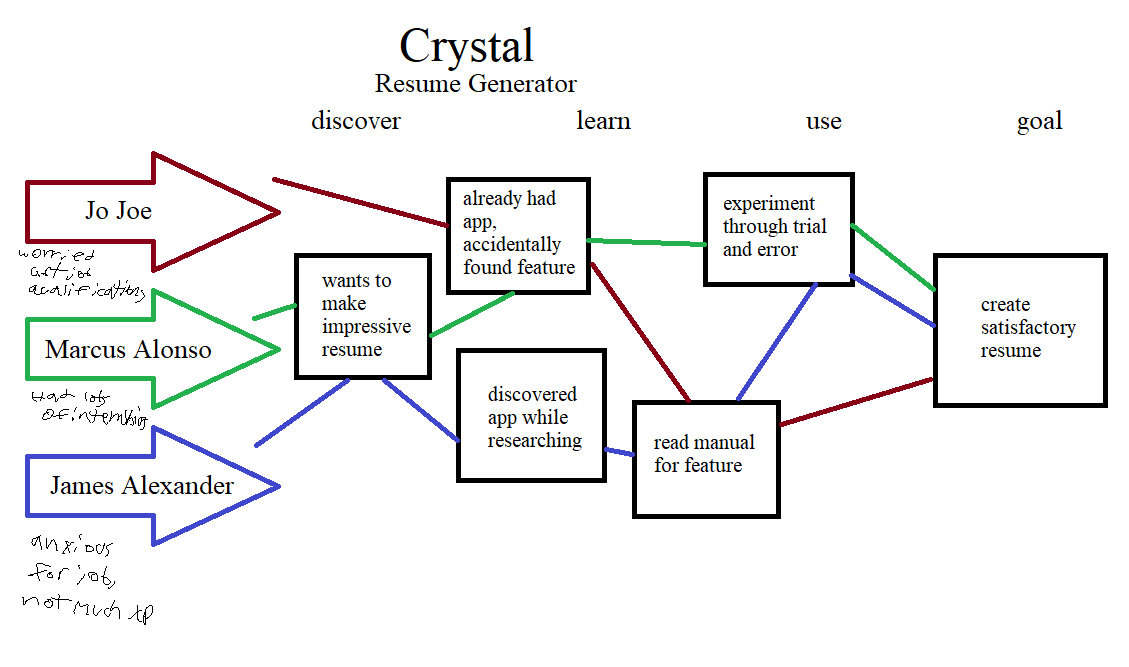 Crystal
Resume Generator
discover learn use goal
Jo Joe
worried
qualifications
Marcus Alonso
Had lots
of internship
James Alexander
anxious
for job,
not much xp
wants to
make
impressive
resume
already had
app,
accidentally
found feature
discovered
app while
researching
experiment
through trial
and error
read manual
for feature
create
satisfactory
resume